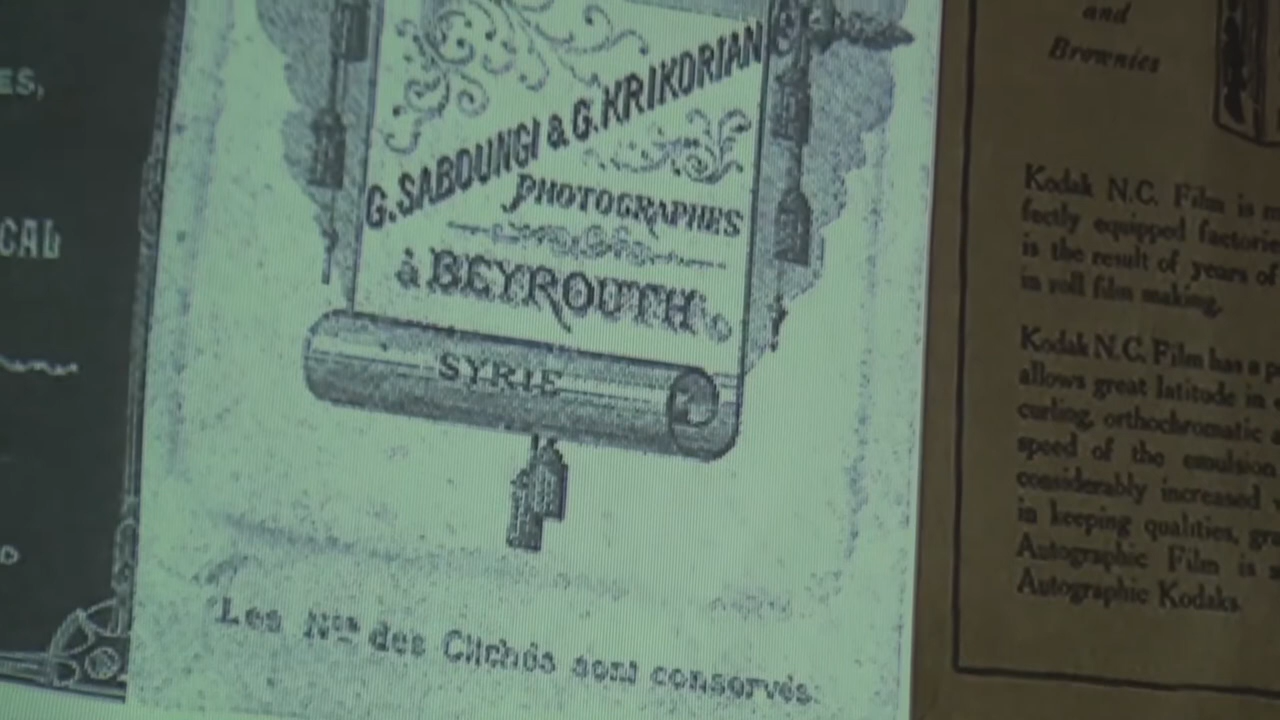 ES,
CAL
G. SABOUNGI & G. KRIKORIAN
PHOTOGRAPHES
à BEYROUTH
SYRIE
Les Nos des Clichés sont conservés.
and
Brownies
Kodak N.C. Film is
fectly equipped factories
is the result of years of
in roll film making.
Kodak N.C. Film has a
allows great latitude in
curling, orthochromatic
speed of the emulsion
considerably increased
in keeping qualities,
Autographic Film is
Autographic Kodaks.